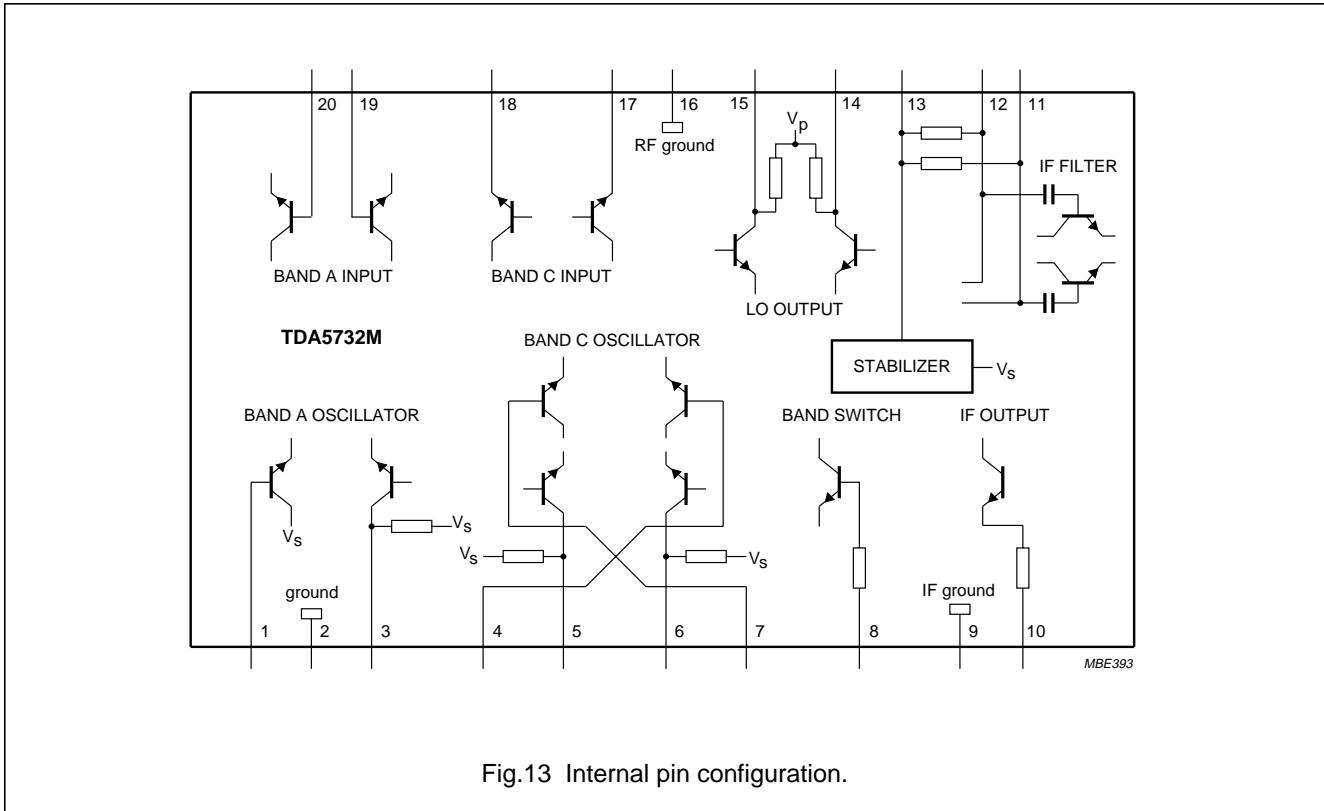 20 19 18 17 16 15 14 13 12 11
Vp
RF ground
IF FILTER
BAND A INPUT BAND C INPUT
LO OUTPUT
TDA5732M
BAND C OSCILLATOR
STABILIZER Vs
BAND A OSCILLATOR BAND SWITCH IF OUTPUT
Vs Vs
Vs Vs
ground IF ground
1 2 3 4 5 6 7 8 9 10
MBE393
Fig.13 Internal pin configuration.